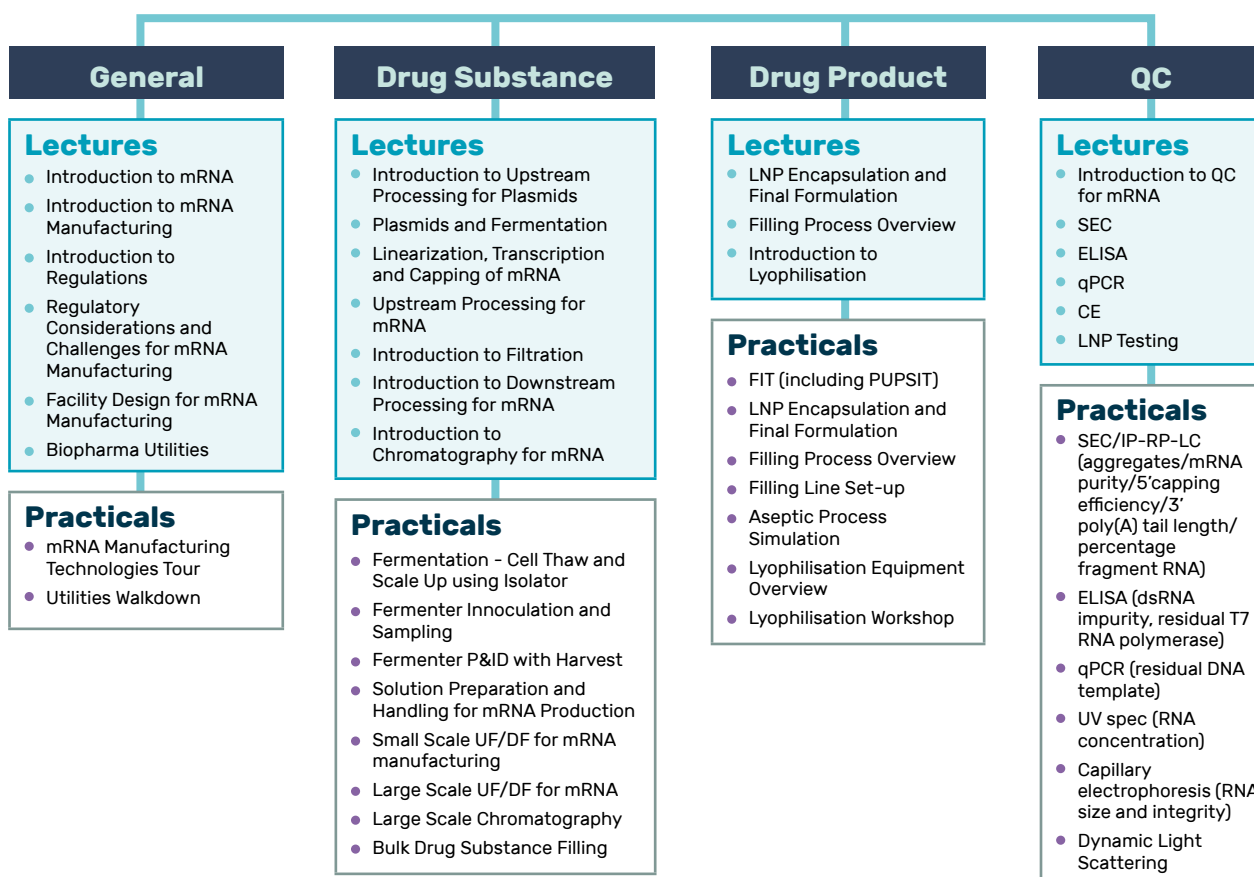 General
Lectures
Introduction to mRNA
Introduction to mRNA
Manufacturing
Introduction to
Regulations
Regulatory
Considerations and
Challenges for mRNA
Manufacturing
Facility Design for mRNA
Manufacturing
Biopharma Utilities
Practicals
mRNA Manufacturing
Technologies Tour
Utilities Walkdown
Drug Substance
Lectures
Introduction to Upstream
Processing for Plasmids
Plasmids and Fermentation
Linearization, Transcription
and Capping of mRNA
Upstream Processing for
mRNA
Introduction to Filtration
Introduction to Downstream
Processing for mRNA
Introduction to
Chromatography for mRNA
Practicals
Fermentation - Cell Thaw and
Scale Up using Isolator
Fermenter Innoculation and
Sampling
Fermenter P&ID with Harvest
Solution Preparation and
Handling for mRNA Production
Small Scale UF/DF for mRNA
manufacturing
Large Scale UF/DF for mRNA
Large Scale Chromatography
Bulk Drug Substance Filling
Drug Product
Lectures
LNP Encapsulation and
Final Formulation
Filling Process Overview
Introduction to
Lyophilisation
Practicals
FIT (including PUPSIT)
LNP Encapsulation and
Final Formulation
Filling Process Overview
Filling Line Set-up
Aseptic Process
Simulation
Lyophilisation Equipment
Overview
Lyophilisation Workshop
QC
Lectures
Introduction to QC
for mRNA
SEC
ELISA
qPCR
CE
LNP Testing
Practicals
SEC/IP-RP-LC
(aggregates/mRNA
purity/5'capping
efficiency/3'
poly(A) tail length/
percentage
fragment RNA)
ELISA (dsRNA
impurity, residual T7
RNA polymerase)
qPCR (residual DNA
template)
UV spec (RNA
concentration)
Capillary
electrophoresis (RNA
size and integrity)
Dynamic Light
Scattering